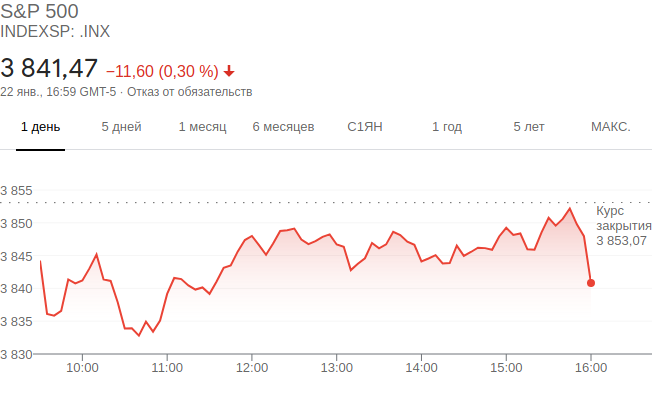 S&P 500
INDEXSP: .INX
3 841,47 −11,60 (0,30 %)
22 янв., 16:59 GMT-5 · Отказ от обязательств
1 день 5 дней 1 месяц 6 месяцев С1ЯН 1 год 5 лет МАКС.
3 855
Курс
закрытия
3 853,07
3 850
3 845
3 840
3 835
3 830
10:00 11:00 12:00 13:00 14:00 15:00 16:00